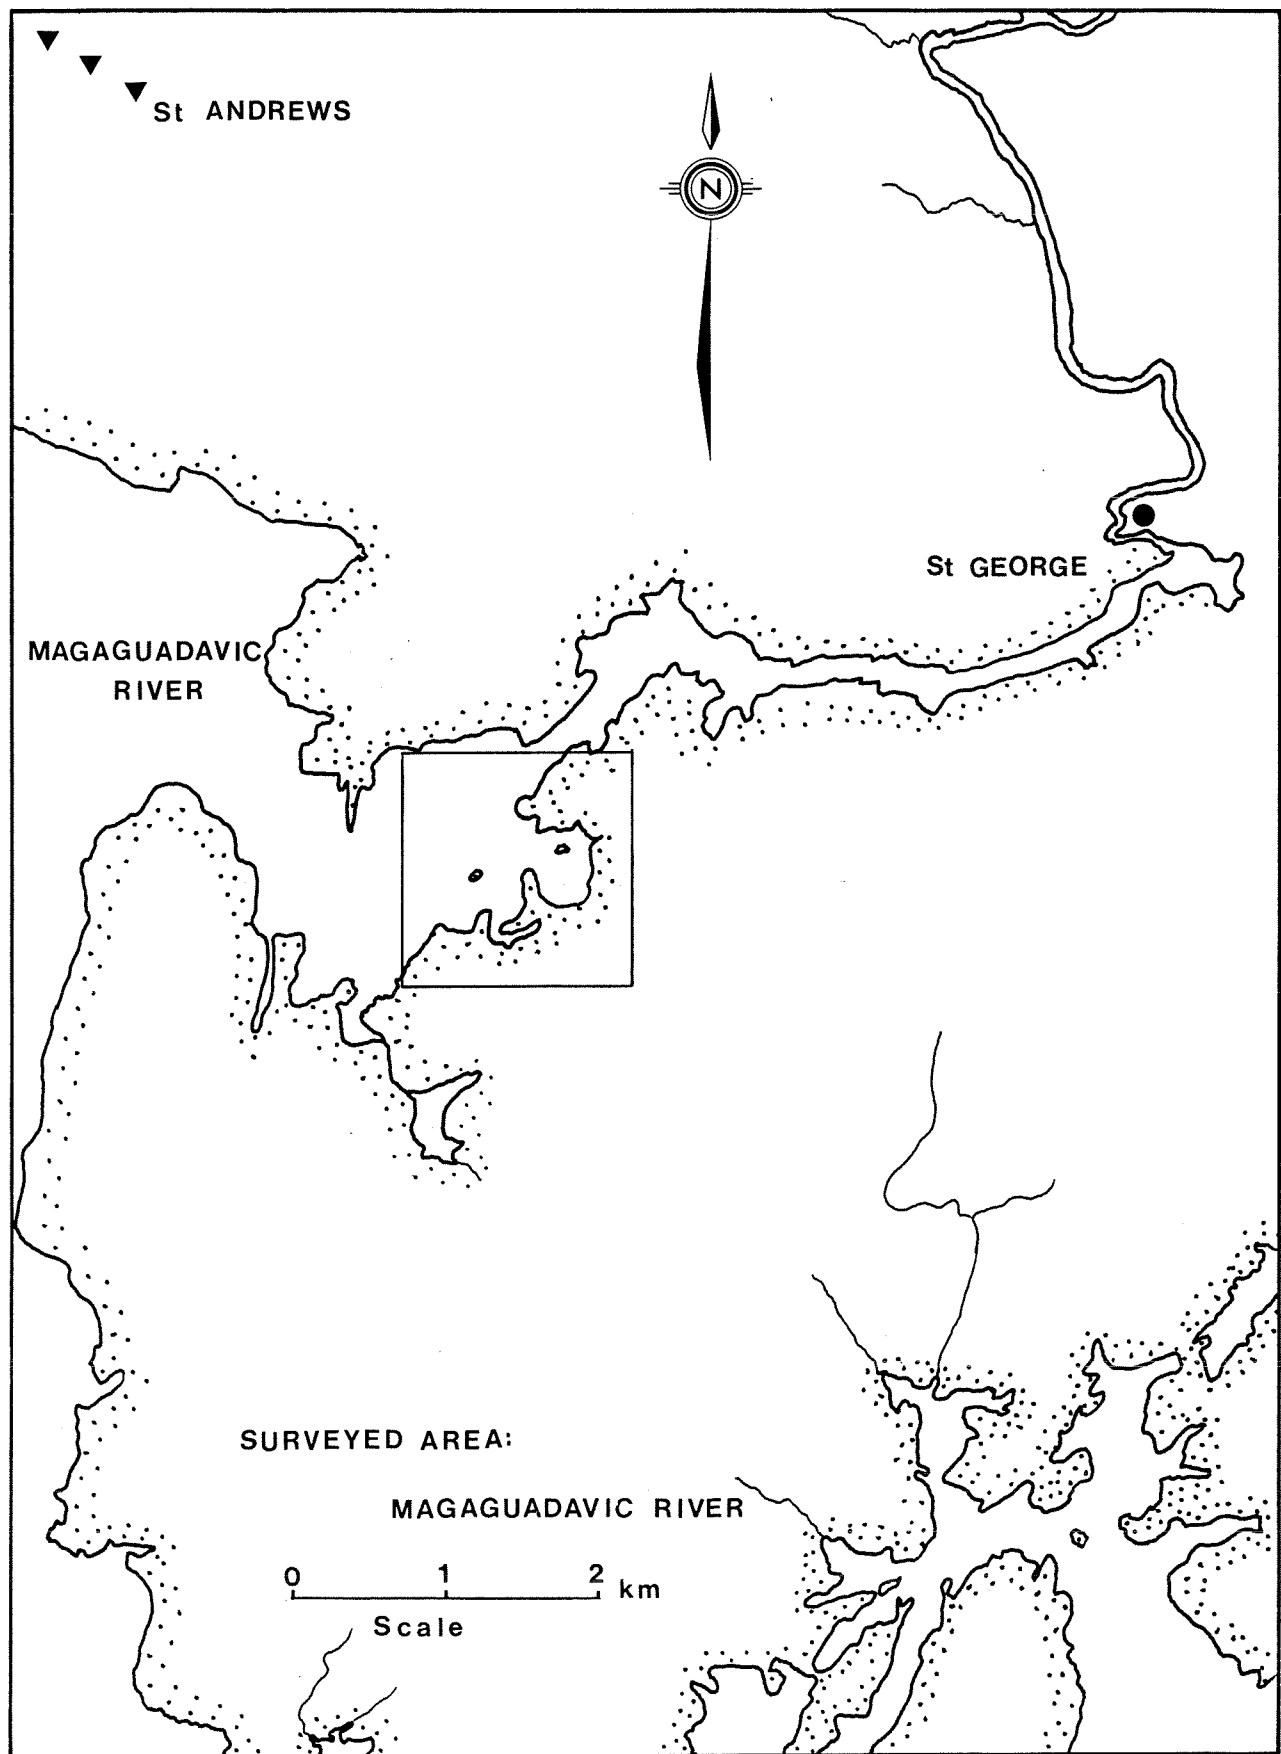 St ANDREWS
N
St GEORGE
MAGAGUADAVIC
RIVER
SURVEYED AREA:
MAGAGUADAVIC RIVER
0 1 2 km
Scale